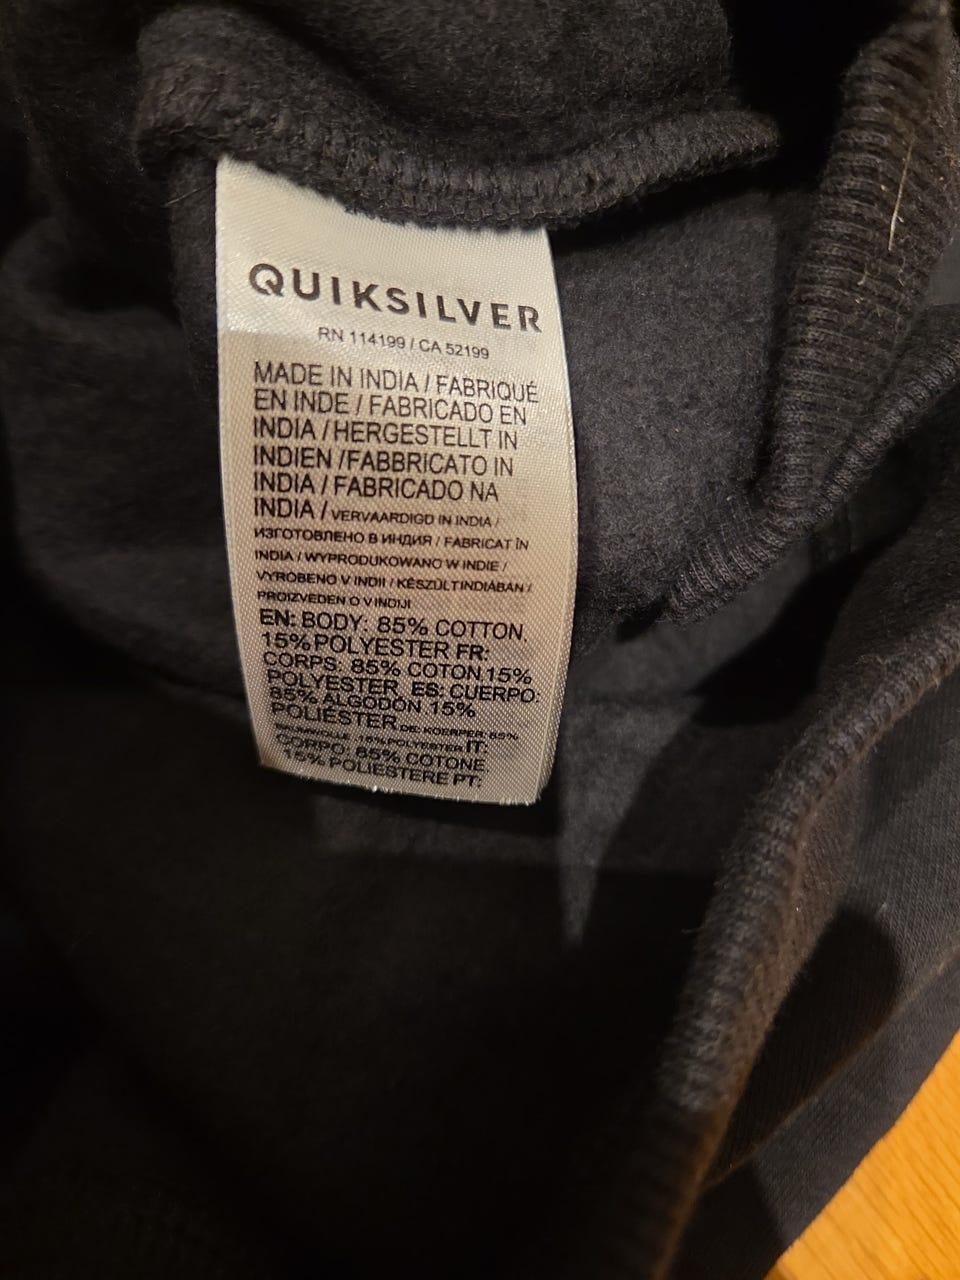 QUIKSILVER
RN 114199 / CA 52199
MADE IN INDIA / FABRIQUÉ
EN INDE / FABRICADO EN
INDIA / HERGESTELLT IN
INDIEN /FABBRICATO IN
INDIA / FABRICADO NA
INDIA / VERVAARDIGD IN INDIA /
ИЗГОТОВЛЕНО В ИНДИЯ / FABRICAT ÎN
INDIA / WYPRODUKOWANO W INDIE /
VYROBENO V INDII / KÉSZÜLT INDIÁBAN /
PROIZVEDEN O V INDIJI
EN: BODY: 85% COTTON,
15% POLYESTER FR:
CORPS: 85% COTON 15%
POLYESTER, ES: CUERPO:
85% ALGODÓN 15%
POLIÉSTER DE: KOERPER: 85%
15% POLYESTER IT:
CORPO: 85% COTONE
15% POLIESTERE PT: